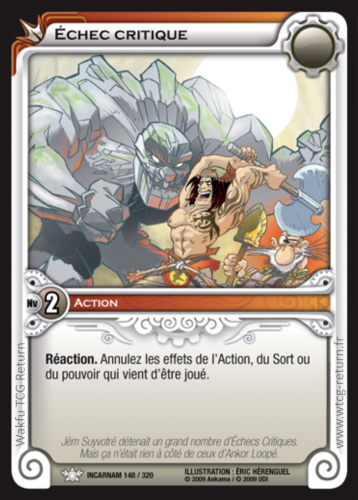 Échec critique
Nv 2 Action
Réaction. Annulez les effets de l'Action, du Sort ou
du pouvoir qui vient d'être joué.
Jém Suyvotré détenait un grand nombre d'Échecs Critiques.
Mais ça n'était rien à côté de ceux d'Ankor Loopé.
INCARNAM 148 / 320
ILLUSTRATION : ÉRIC HÉRENGUEL
© 2009 Ankama / © 2009 UDI
Wakfu TCG Return
www.wtcg-return.fr